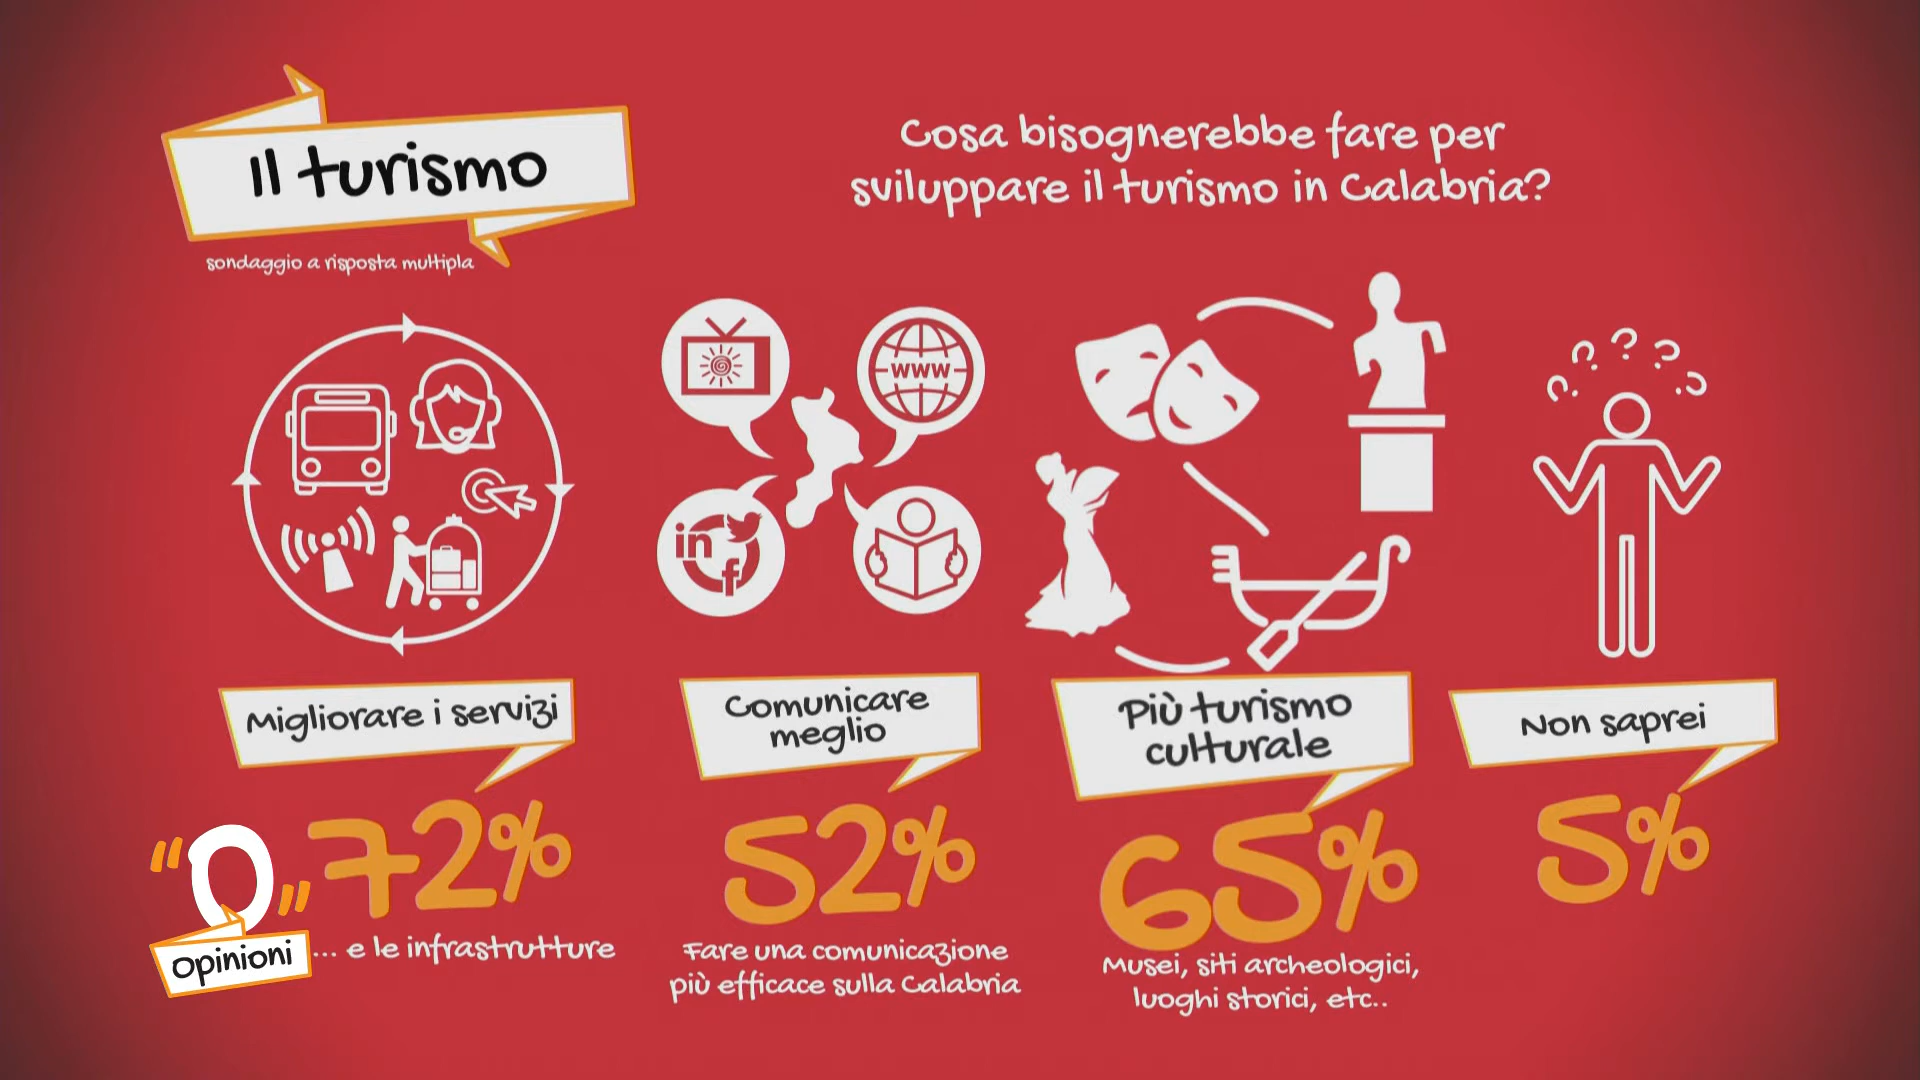 Il turismo
sondaggio a risposta multipla
Cosa bisognerebbe fare per
sviluppare il turismo in Calabria?
www
in
f
Migliorare i servizi
72%
... e le infrastrutture
Comunicare
meglio
52%
Fare una comunicazione
più efficace sulla Calabria
Più turismo
culturale
65%
Musei, siti archeologici,
luoghi storici, etc..
? ? ? ? ?
Non saprei
5%
"O"
Opinioni